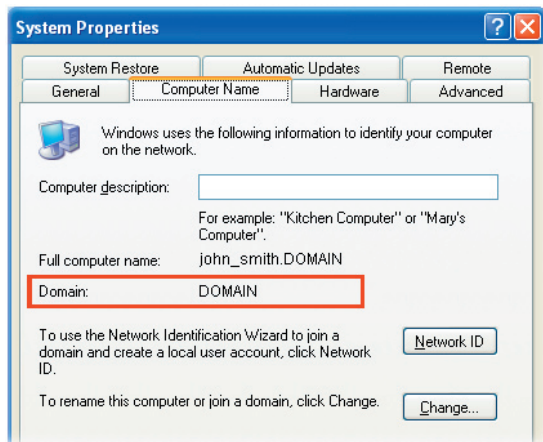 System Properties
System Restore Automatic Updates Remote
General Computer Name Hardware Advanced
Windows uses the following information to identify your computer
on the network.
Computer description:
For example: "Kitchen Computer" or "Mary's
Computer".
Full computer name: john_smith.DOMAIN
Domain: DOMAIN
To use the Network Identification Wizard to join a
domain and create a local user account, click Network
ID.
Network ID
To rename this computer or join a domain, click Change.
Change...